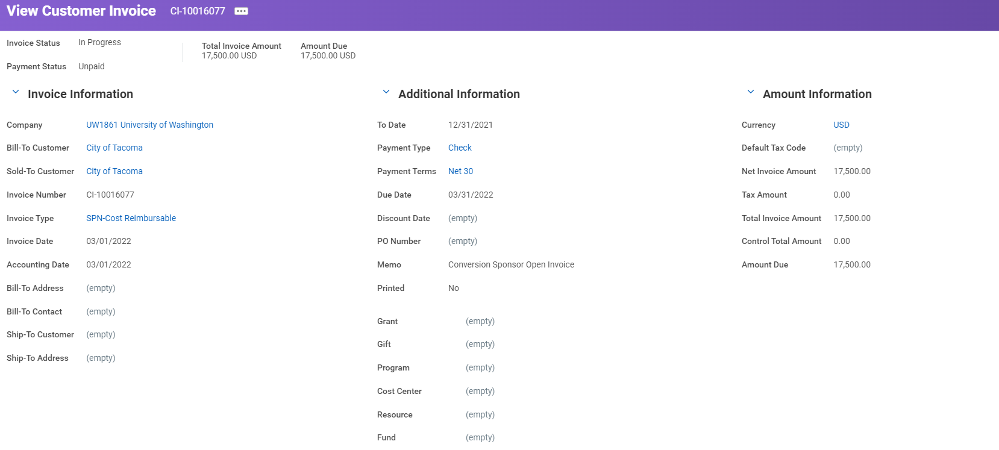 View Customer Invoice CI-10016077
Invoice Status In Progress
Payment Status Unpaid
Total Invoice Amount
17,500.00 USD
Amount Due
17,500.00 USD
Invoice Information
Company UW1861 University of Washington
Bill-To Customer City of Tacoma
Sold-To Customer City of Tacoma
Invoice Number CI-10016077
Invoice Type SPN-Cost Reimbursable
Invoice Date 03/01/2022
Accounting Date 03/01/2022
Bill-To Address (empty)
Bill-To Contact (empty)
Ship-To Customer (empty)
Ship-To Address (empty)
Additional Information
To Date 12/31/2021
Payment Type Check
Payment Terms Net 30
Due Date 03/31/2022
Discount Date (empty)
PO Number (empty)
Memo Conversion Sponsor Open Invoice
Printed No
Grant (empty)
Gift (empty)
Program (empty)
Cost Center (empty)
Resource (empty)
Fund (empty)
Amount Information
Currency USD
Default Tax Code (empty)
Net Invoice Amount 17,500.00
Tax Amount 0.00
Total Invoice Amount 17,500.00
Control Total Amount 0.00
Amount Due 17,500.00